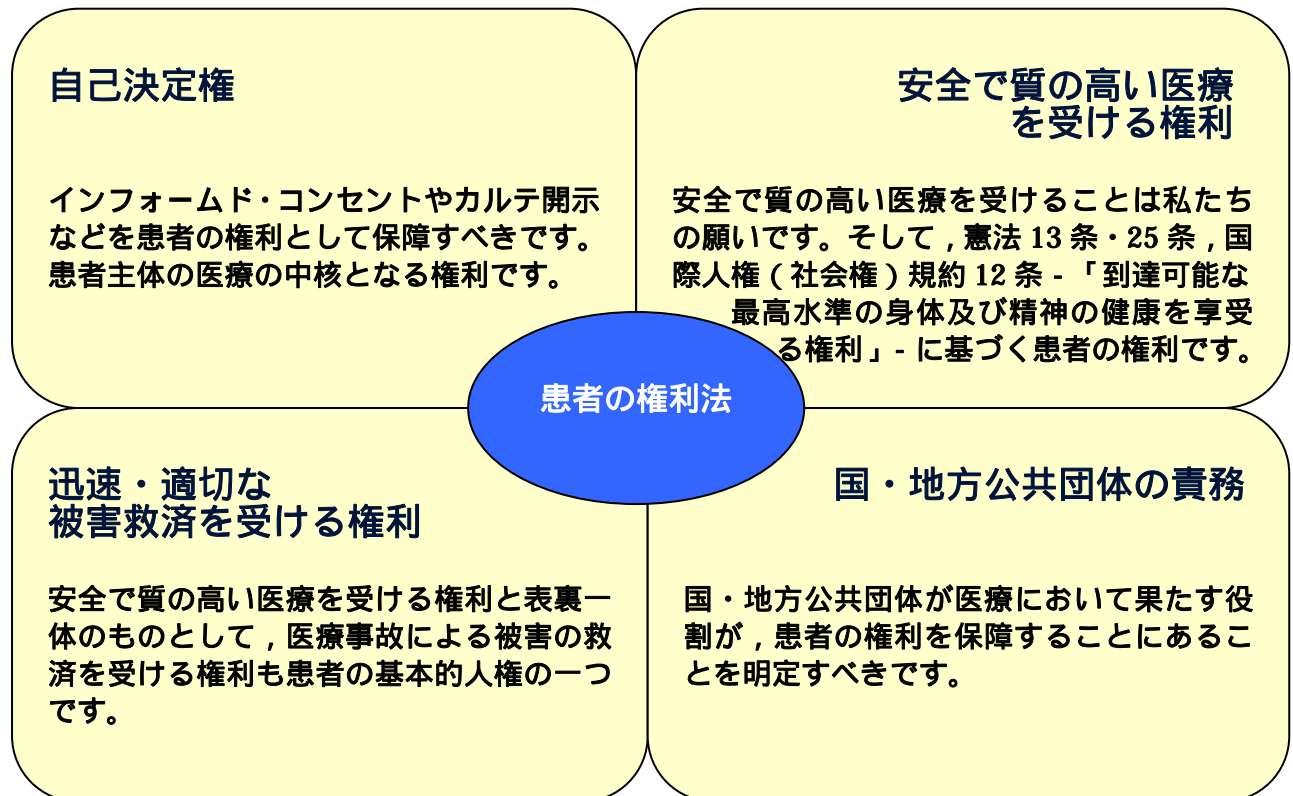 自己決定権
インフォームド・コンセントやカルテ開示
などを患者の権利として保障すべきです。
患者主体の医療の中核となる権利です。
安全で質の高い医療
を受ける権利
安全で質の高い医療を受けることは私たち
の願いです。そして，憲法 13 条・25 条，国
際人権（社会権）規約 12 条 - 「到達可能な
最高水準の身体及び精神の健康を享受
る権利」- に基づく患者の権利です。
患者の権利法
迅速・適切な
被害救済を受ける権利
安全で質の高い医療を受ける権利と表裏一
体のものとして，医療事故による被害の救
済を受ける権利も患者の基本的人権の一つ
です。
国・地方公共団体の責務
国・地方公共団体が医療において果たす役
割が，患者の権利を保障することにあるこ
とを明定すべきです。